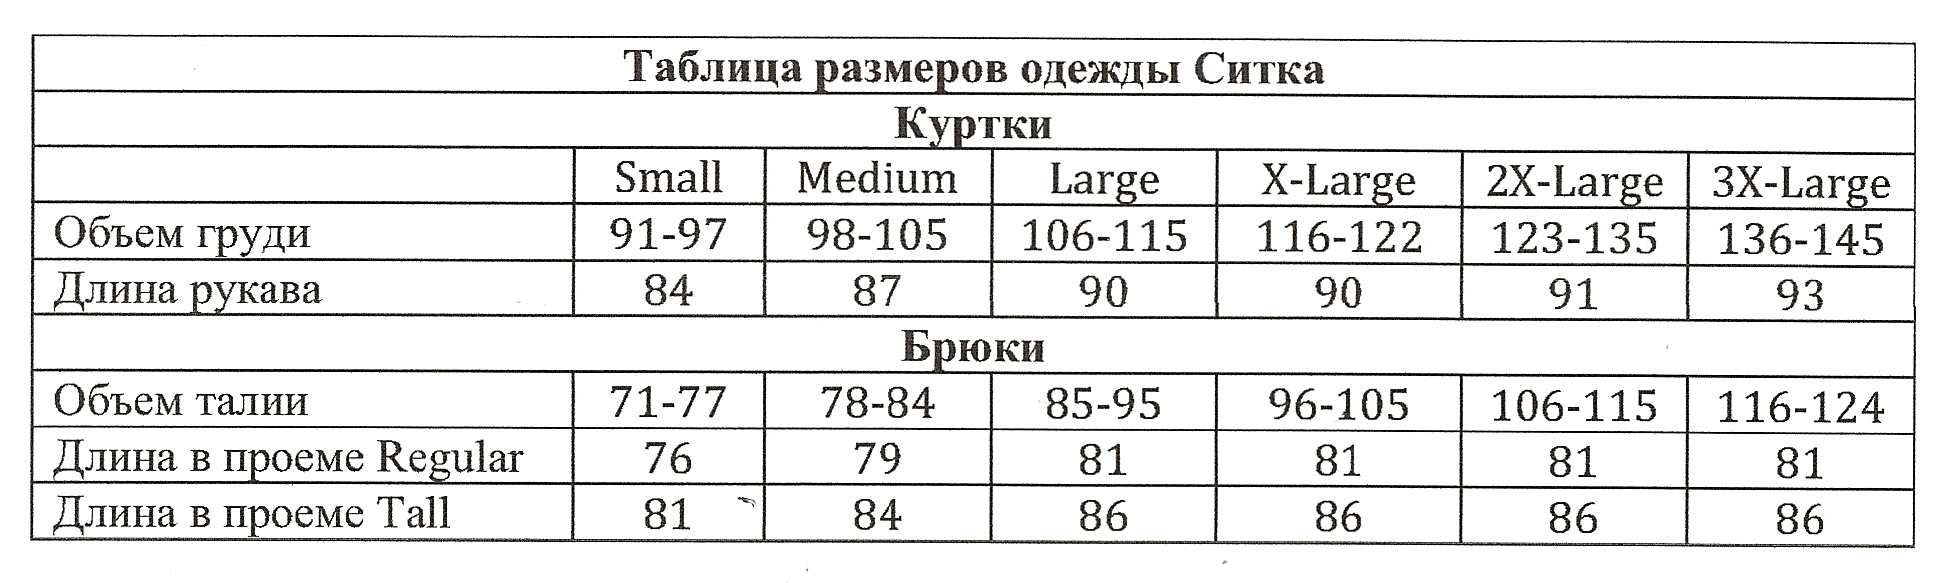 Таблица размеров одежды Ситка
Куртки
Small Medium Large X-Large 2X-Large 3X-Large
Объем груди 91-97 98-105 106-115 116-122 123-135 136-145
Длина рукава 84 87 90 90 91 93
Брюки
Объем талии 71-77 78-84 85-95 96-105 106-115 116-124
Длина в проеме Regular 76 79 81 81 81 81
Длина в проеме Tall 81 84 86 86 86 86